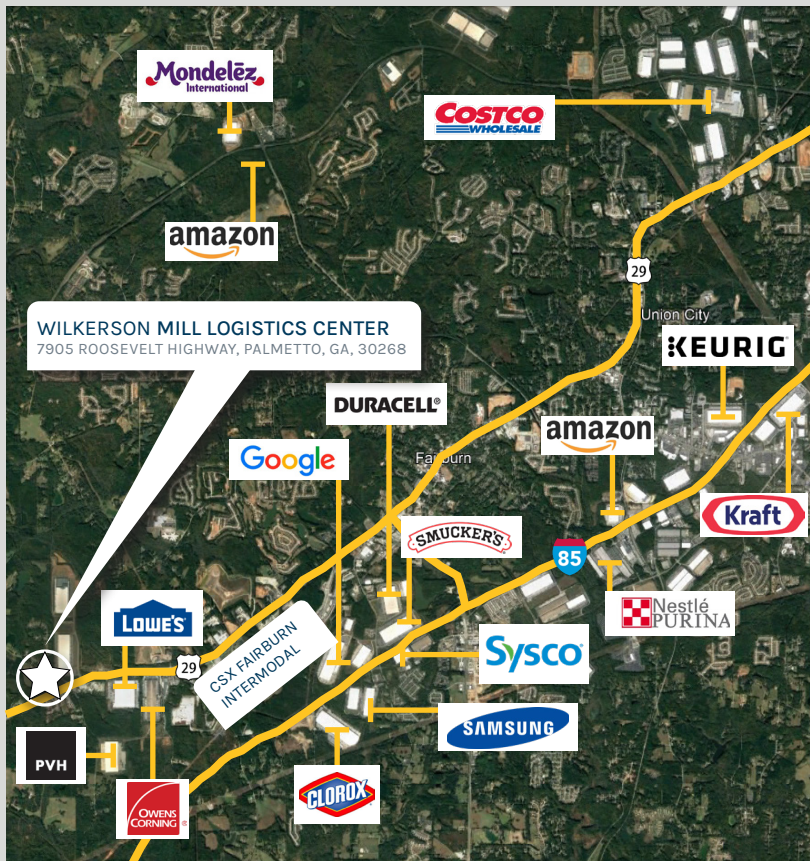 Mondelēz
International
COSTCO
WHOLESALE
amazon
29
Union City
WILKERSON MILL LOGISTICS CENTER
7905 ROOSEVELT HIGHWAY, PALMETTO, GA, 30268
KEURIG
DURACELL®
amazon
Google
Fairburn
Kraft
SMUCKER'S
85
LOWE'S
Nestlé
PURINA
CSX FAIRBURN
INTERMODAL
Sysco
29
SAMSUNG
PVH
CLOROX
OWENS
CORNING®